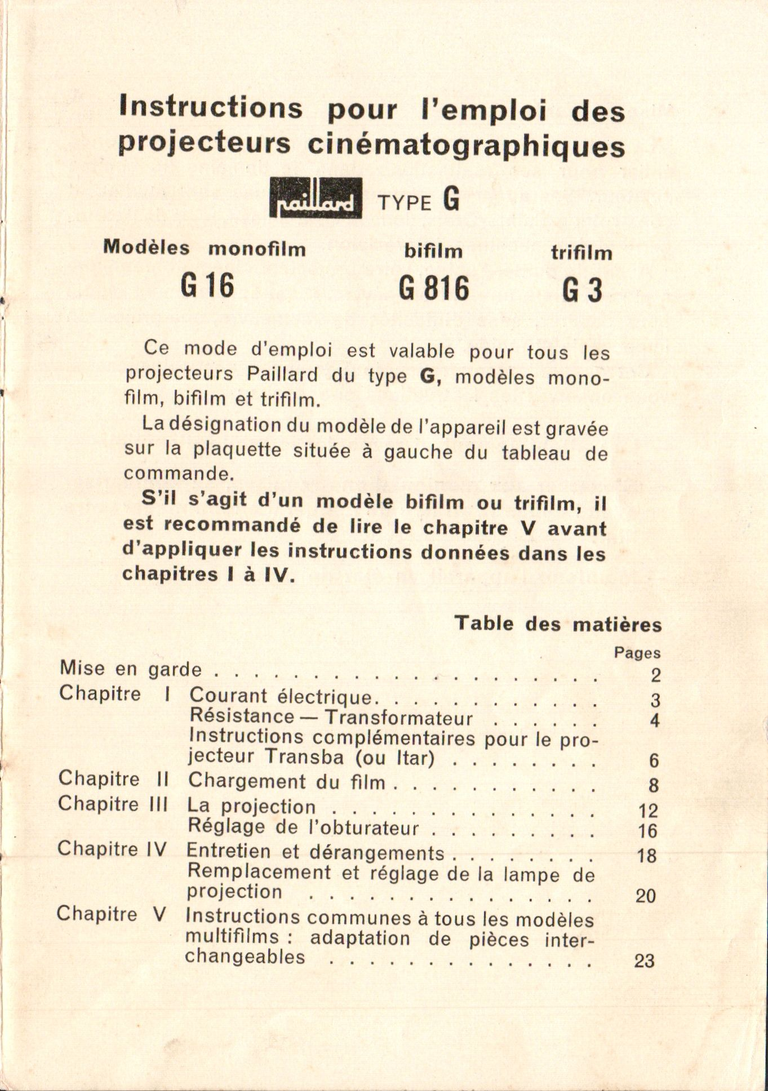 Instructions pour l'emploi des
projecteurs cinématographiques
paillard TYPE G
Modèles monofilm bifilm trifilm
G 16 G 816 G 3
Ce mode d'emploi est valable pour tous les
projecteurs Paillard du type G, modèles mono-
film, bifilm et trifilm.
La désignation du modèle de l'appareil est gravée
sur la plaquette située à gauche du tableau de
commande.
S'il s'agit d'un modèle bifilm ou trifilm, il
est recommandé de lire le chapitre V avant
d'appliquer les instructions données dans les
chapitres I à IV.
Table des matières
Pages
Mise en garde . . . . . . . . . . . . . . . . . . 2
Chapitre I Courant électrique. . . . . . . . . . . . 3
Résistance — Transformateur . . . . . . 4
Instructions complémentaires pour le pro-
jecteur Transba (ou Itar) . . . . . . . . 6
Chapitre II Chargement du film . . . . . . . . . . . 8
Chapitre III La projection . . . . . . . . . . . . . . 12
Réglage de l'obturateur . . . . . . . . . 16
Chapitre IV Entretien et dérangements . . . . . . . . 18
Remplacement et réglage de la lampe de
projection . . . . . . . . . . . . . . . 20
Chapitre V Instructions communes à tous les modèles
multifilms : adaptation de pièces inter-
changeables . . . . . . . . . . . . . . 23